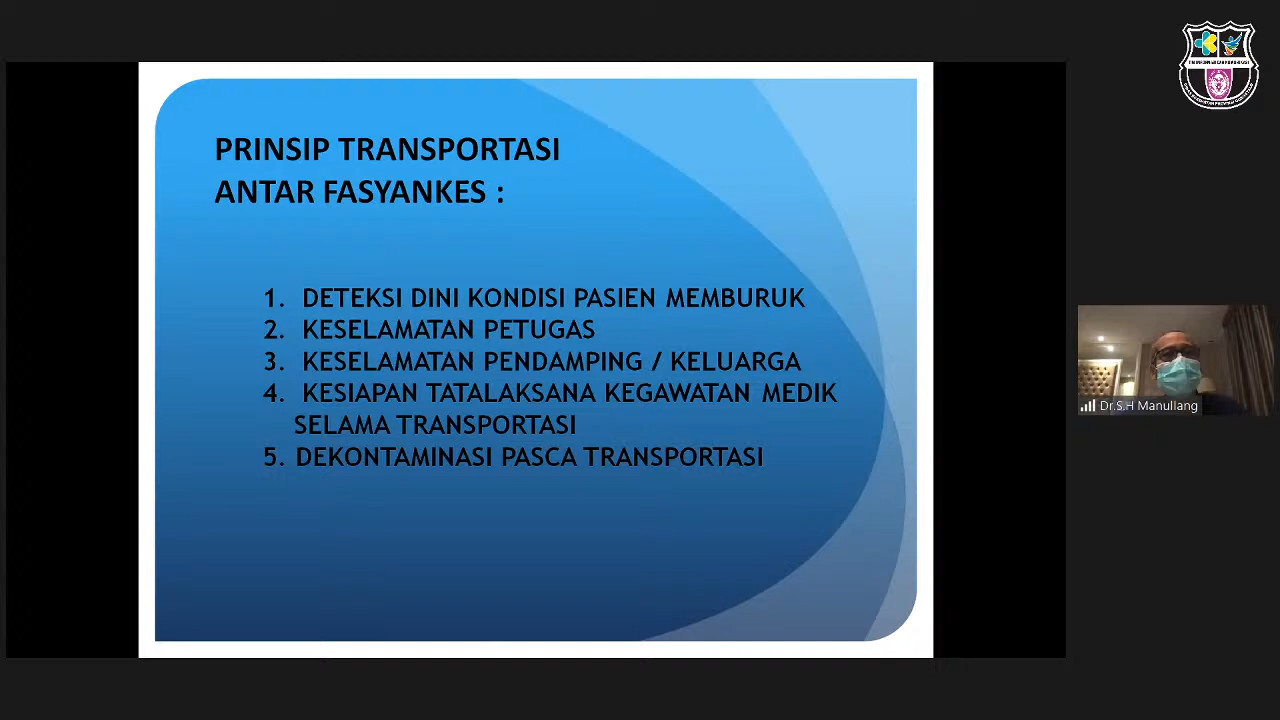 PRINSIP TRANSPORTASI
ANTAR FASYANKES :
1. DETEKSI DINI KONDISI PASIEN MEMBURUK
2. KESELAMATAN PETUGAS
3. KESELAMATAN PENDAMPING / KELUARGA
4. KESIAPAN TATALAKSANA KEGAWATAN MEDIK
SELAMA TRANSPORTASI
5. DEKONTAMINASI PASCA TRANSPORTASI
Dr.S.H Manullang